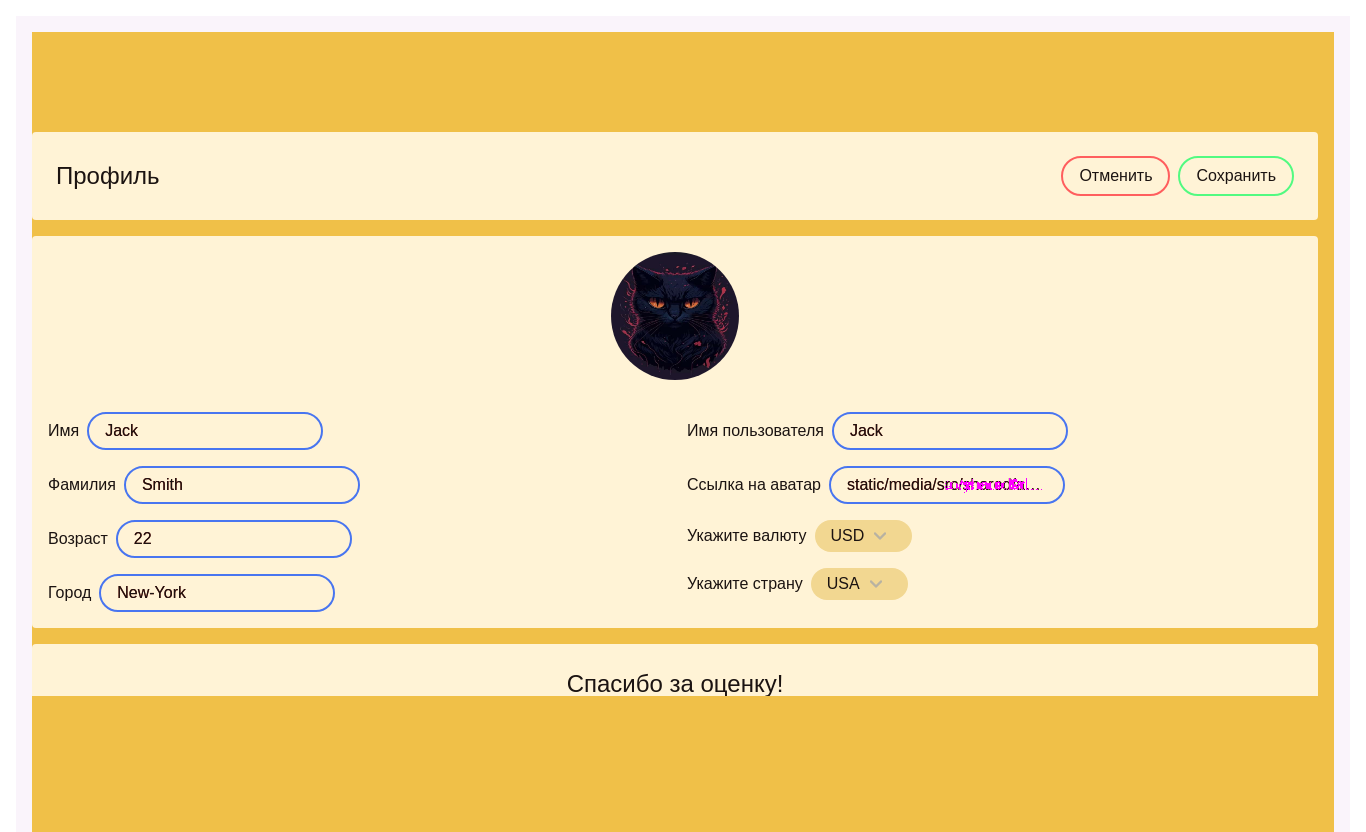 Профиль
Отменить
Сохранить
Имя
Jack
Фамилия
Smith
Возраст
22
Город
New-York
Имя пользователя
Jack
Ссылка на аватар
static/media/src/shared/a...
Укажите валюту
USD
Укажите страну
USA
Спасибо за оценку!